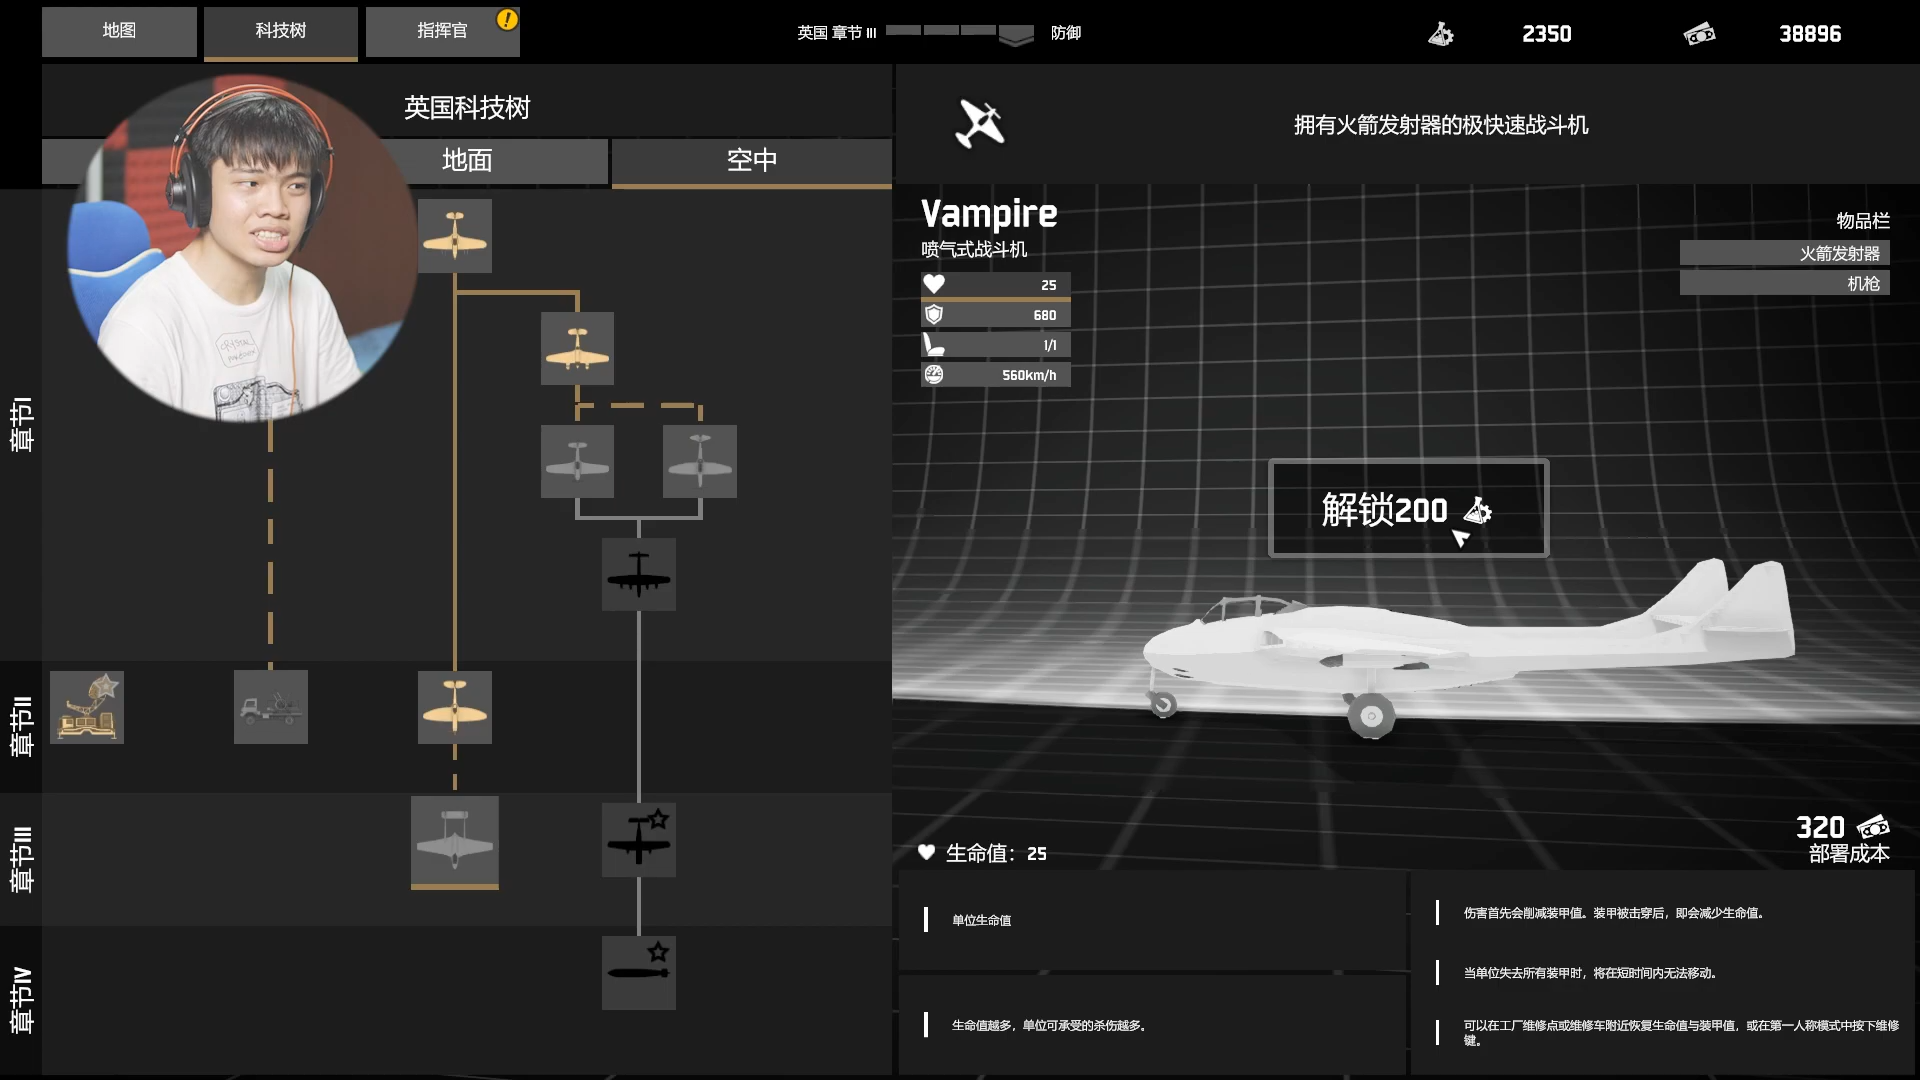 地图
科技树
指挥官
英国 章节 III
防御
2350
38896
英国科技树
地面
空中
章节I
章节II
章节III
章节IV
拥有火箭发射器的极快速战斗机
Vampire
喷气式战斗机
25
680
1/1
560km/h
物品栏
火箭发射器
机枪
解锁200
320
部署成本
生命值：25
单位生命值
生命值越多，单位可承受的杀伤越多。
伤害首先会削减装甲值。装甲被击穿后，即会减少生命值。
当单位失去所有装甲时，将在短时间内无法移动。
可以在工厂维修点或维修车附近恢复生命值与装甲值，或在第一人称模式中按下维修
键。